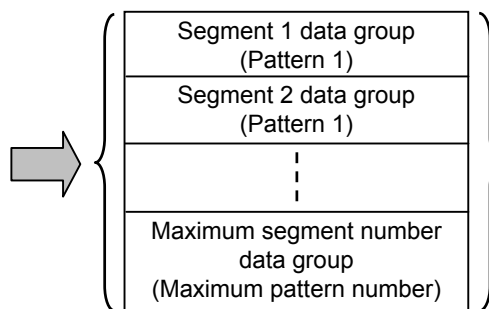 Segment 1 data group
(Pattern 1)
Segment 2 data group
(Pattern 1)
Maximum segment number
data group
(Maximum pattern number)